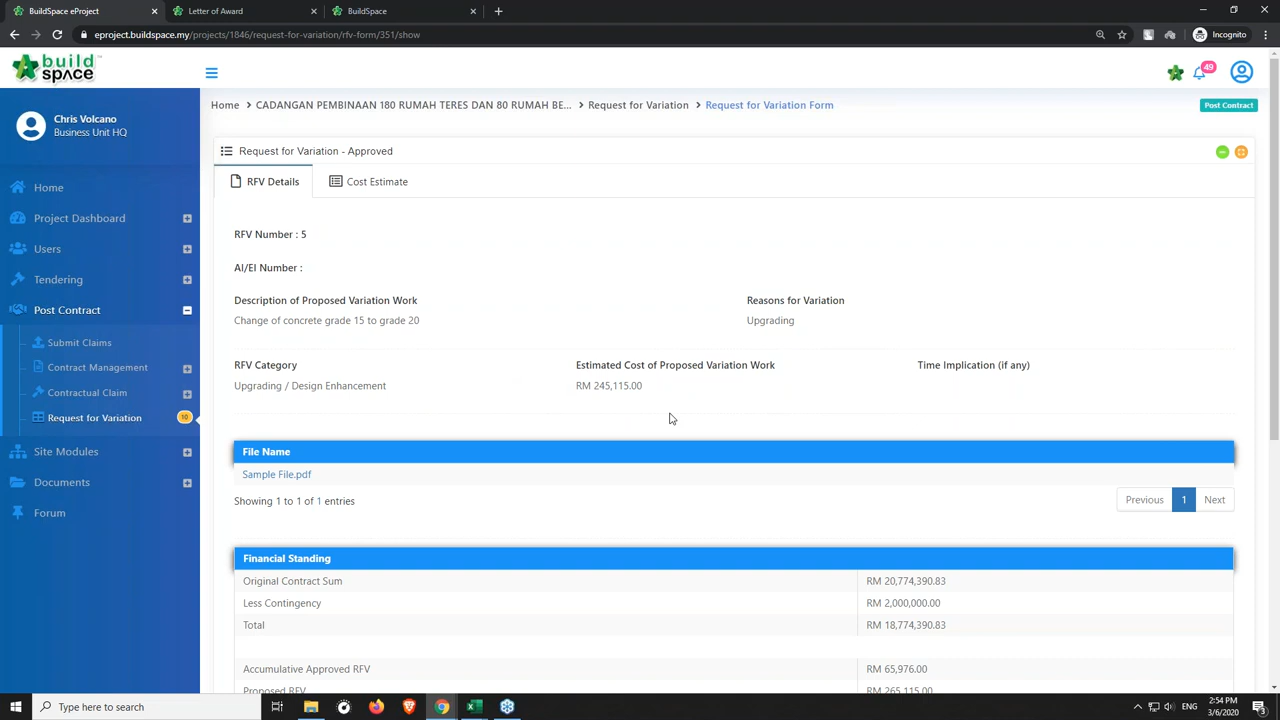 BuildSpace eProject
Letter of Award
BuildSpace
eproject.buildspace.my/projects/1846/request-for-variation/rfv-form/351/show
Incognito
build space
49
Chris Volcano
Business Unit HQ
Home
Project Dashboard
Users
Tendering
Post Contract
Submit Claims
Contract Management
Contractual Claim
Request for Variation
10
Site Modules
Documents
Forum
Home > CADANGAN PEMBINAAN 180 RUMAH TERES DAN 80 RUMAH BE... > Request for Variation > Request for Variation Form
Post Contract
Request for Variation - Approved
RFV Details
Cost Estimate
RFV Number : 5
AI/EI Number :
Description of Proposed Variation Work
Change of concrete grade 15 to grade 20
Reasons for Variation
Upgrading
RFV Category
Upgrading / Design Enhancement
Estimated Cost of Proposed Variation Work
RM 245,115.00
Time Implication (if any)
File Name
Sample File.pdf
Showing 1 to 1 of 1 entries
Previous 1 Next
Financial Standing
Original Contract Sum RM 20,774,390.83
Less Contingency RM 2,000,000.00
Total RM 18,774,390.83
Accumulative Approved RFV RM 65,976.00
Proposed RFV RM 265,115.00
Type here to search
ENG
2:54 PM
3/6/2020